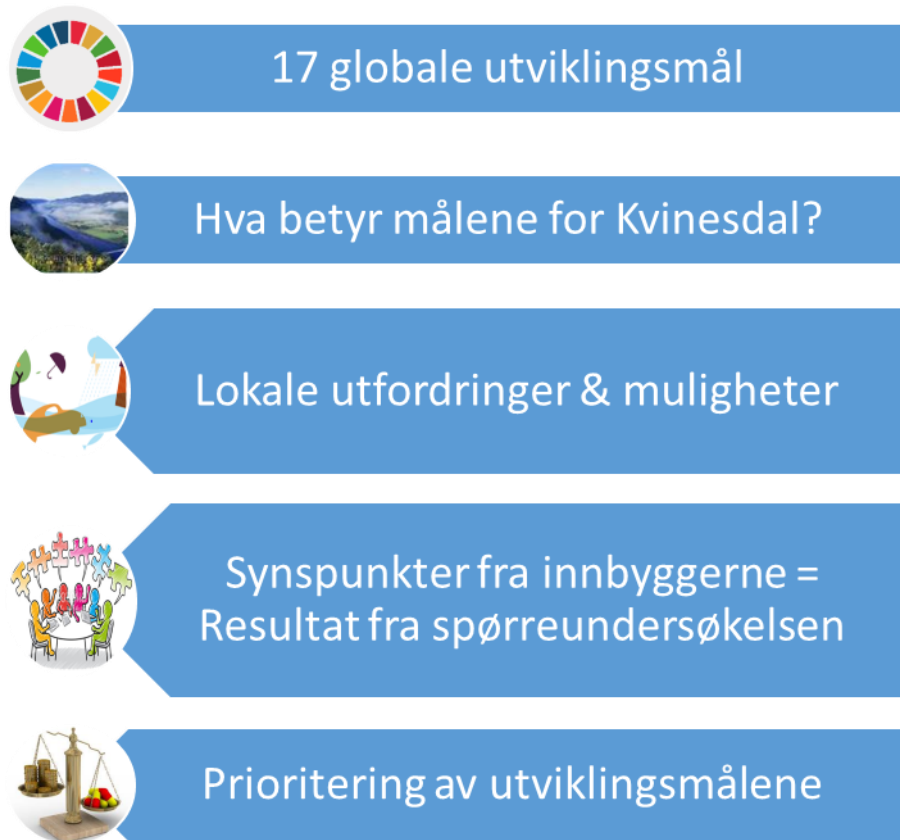 17 globale utviklingsmål
Hva betyr målene for Kvinesdal?
Lokale utfordringer & muligheter
Synspunkter fra innbyggerne =
Resultat fra spørreundersøkelsen
Prioritering av utviklingsmålene